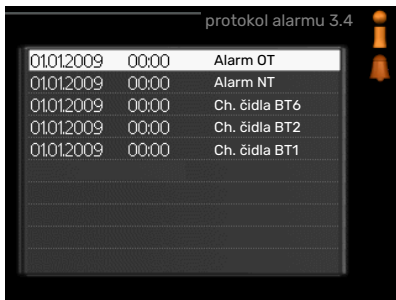 protokol alarmu 3.4
01.01.2009 00:00 Alarm OT
01.01.2009 00:00 Alarm NT
01.01.2009 00:00 Ch. čidla BT6
01.01.2009 00:00 Ch. čidla BT2
01.01.2009 00:00 Ch. čidla BT1